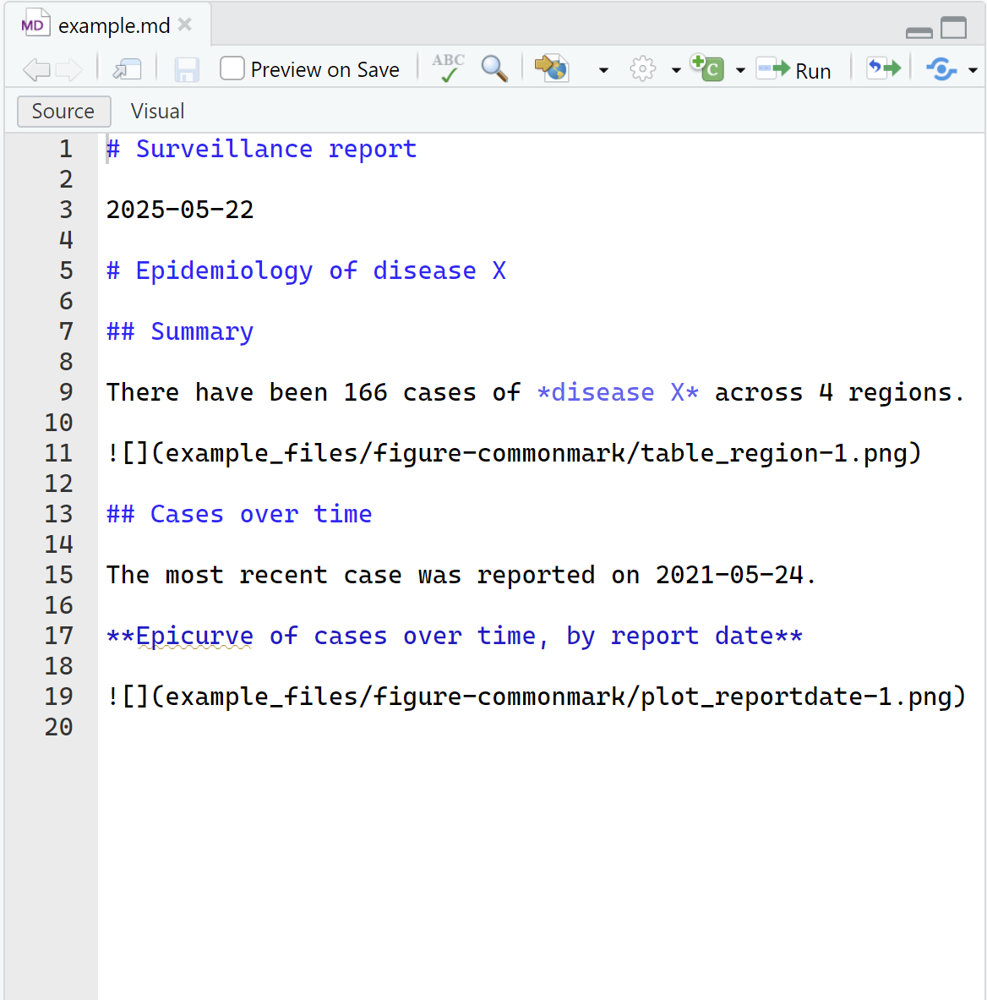 MD example.md
Preview on Save ABC C Run
Source Visual
1 # Surveillance report
2
3 2025-05-22
4
5 # Epidemiology of disease X
6
7 ## Summary
8
9 There have been 166 cases of *disease X* across 4 regions.
10
11 ![](example_files/figure-commonmark/table_region-1.png)
12
13 ## Cases over time
14
15 The most recent case was reported on 2021-05-24.
16
17 **Epicurve of cases over time, by report date**
18
19 ![](example_files/figure-commonmark/plot_reportdate-1.png)
20